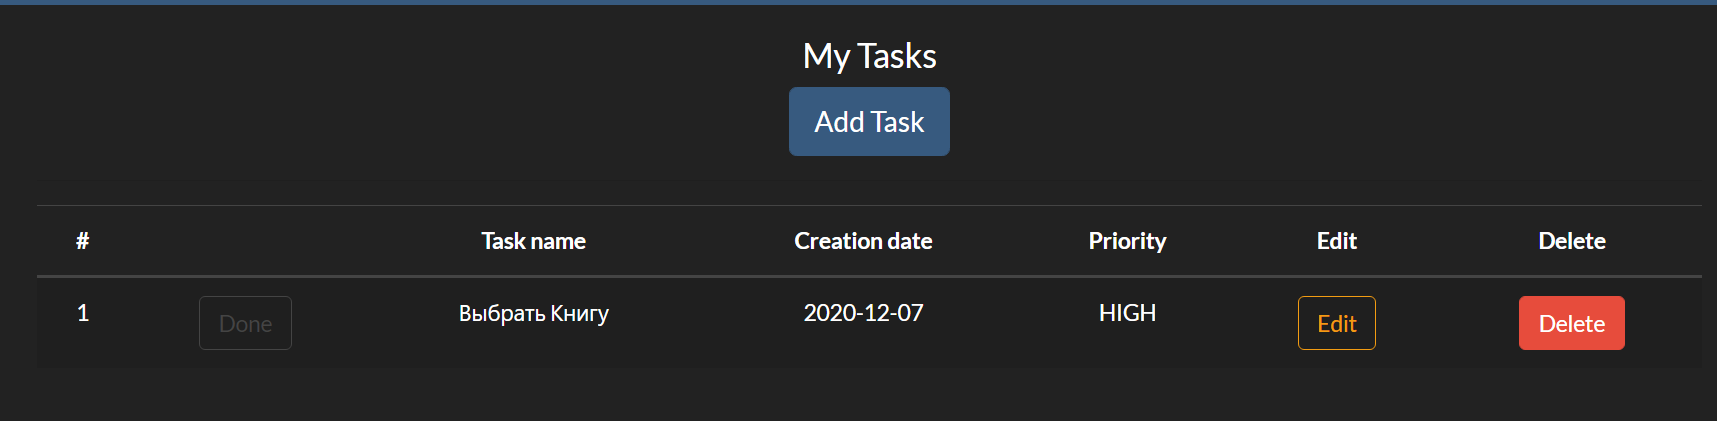 My Tasks
Add Task
# Task name Creation date Priority Edit Delete
1 Done Выбрать Книгу 2020-12-07 HIGH Edit Delete